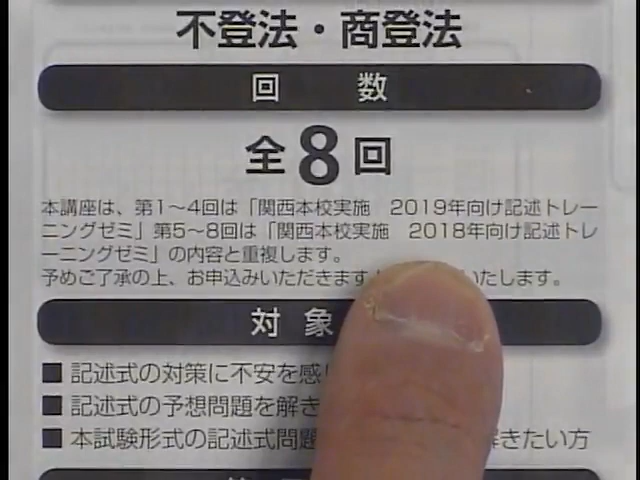 不登法・商登法
回　数
全8回
本講座は、第1～4回は「関西本校実施　2019年向け記述トレー
ニングゼミ」第5～8回は「関西本校実施　2018年向け記述トレ
ーニングゼミ」の内容と重複します。
予めご了承の上、お申込みいただきます いたします。
対象
■ 記述式の対策に不安を感
■ 記述式の予想問題を解き
■ 本試験形式の記述式問題 解きたい方